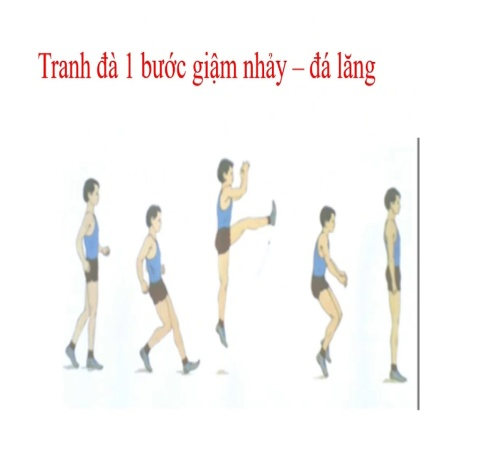 Tranh đà 1 bước giậm nhảy – đá lăng